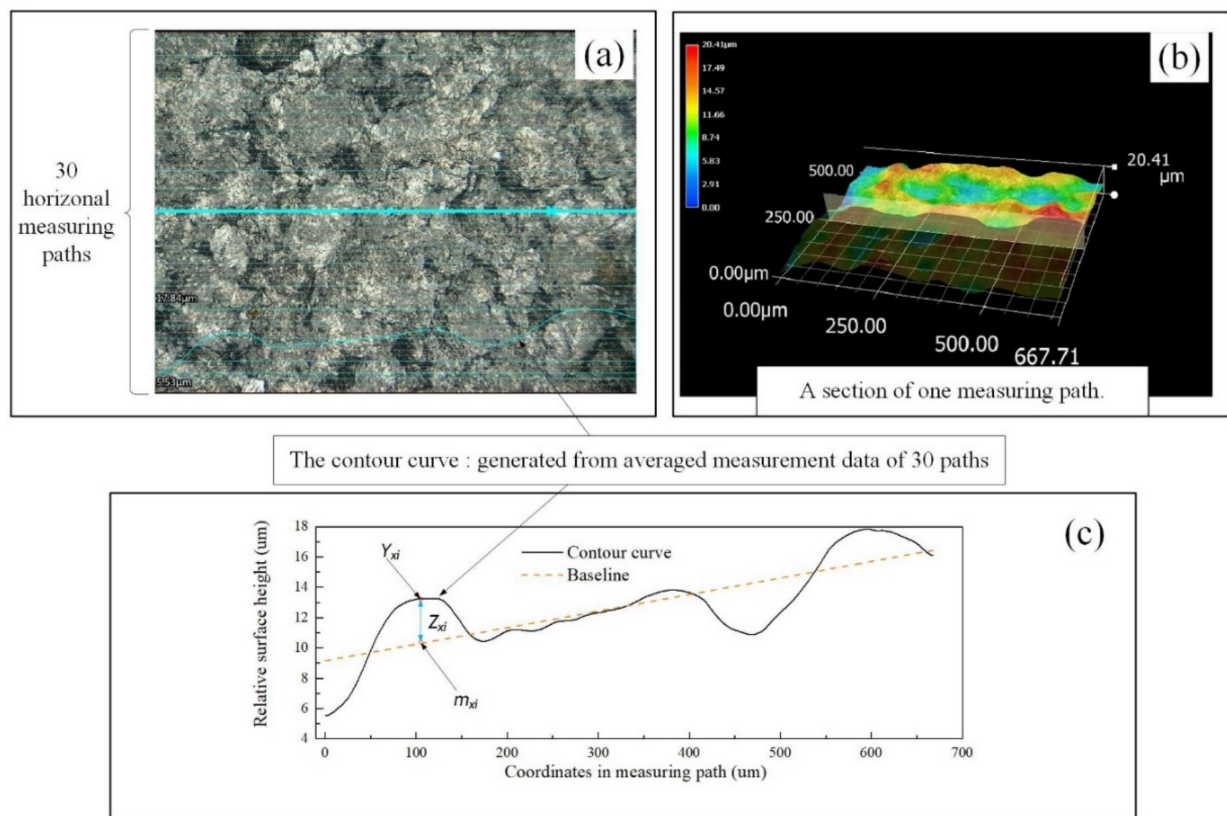 30
horizonal
measuring
paths
(a)
17.84μm
5.53μm
(b)
20.41μm
17.49
14.57
11.66
8.74
5.83
2.91
0.00
20.41
μm
500.00
250.00
0.00μm
0.00μm
250.00
500.00
667.71
A section of one measuring path.
The contour curve : generated from averaged measurement data of 30 paths
(c)
Relative surface height (um)
18
16
14
12
10
8
6
4
Yxi
Zxi
mxi
Contour curve
Baseline
0 100 200 300 400 500 600 700
Coordinates in measuring path (um)